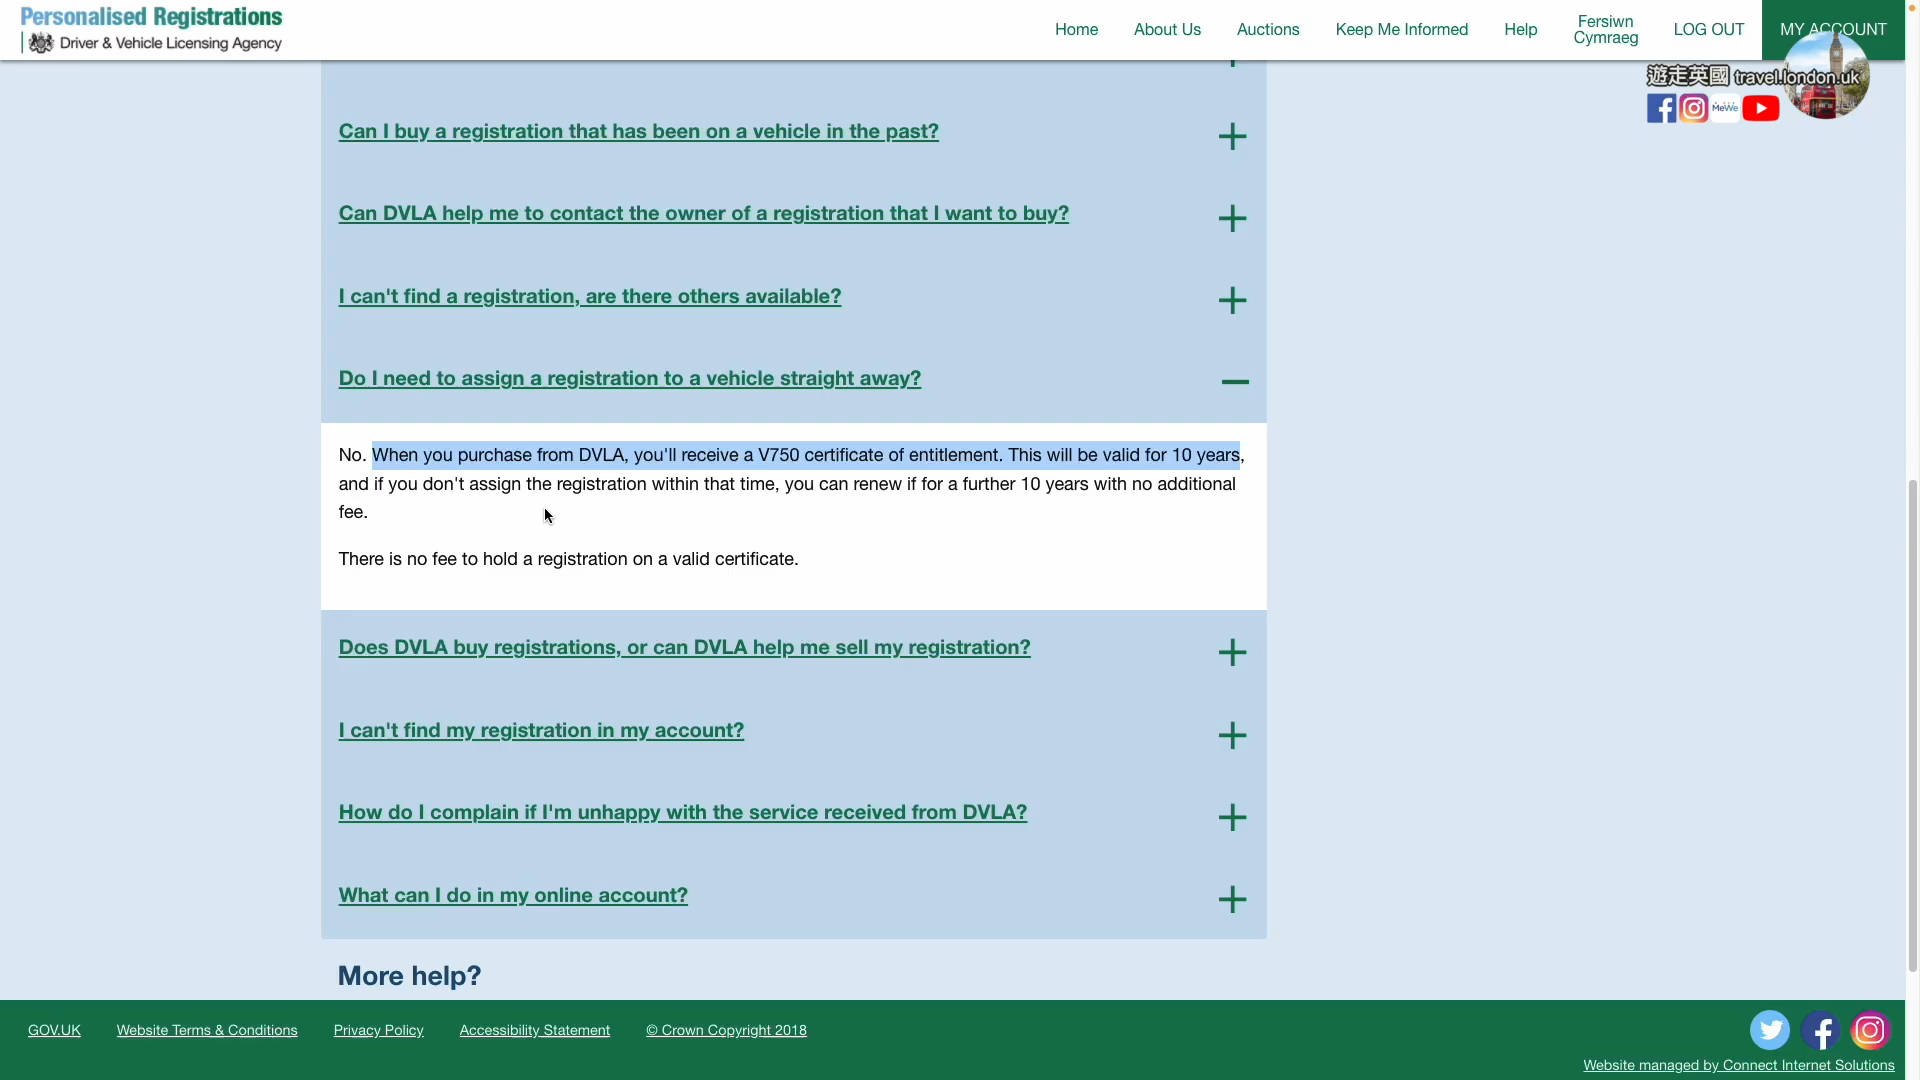 Personalised Registrations
Driver & Vehicle Licensing Agency
Home
About Us
Auctions
Keep Me Informed
Help
Fersiwn
Cymraeg
LOG OUT
MY ACCOUNT
遊走英國 travel.london.uk
MeWe
Can I buy a registration that has been on a vehicle in the past?
Can DVLA help me to contact the owner of a registration that I want to buy?
I can't find a registration, are there others available?
Do I need to assign a registration to a vehicle straight away?
No. When you purchase from DVLA, you'll receive a V750 certificate of entitlement. This will be valid for 10 years,
and if you don't assign the registration within that time, you can renew if for a further 10 years with no additional
fee.
There is no fee to hold a registration on a valid certificate.
Does DVLA buy registrations, or can DVLA help me sell my registration?
I can't find my registration in my account?
How do I complain if I'm unhappy with the service received from DVLA?
What can I do in my online account?
More help?
GOV.UK
Website Terms & Conditions
Privacy Policy
Accessibility Statement
© Crown Copyright 2018
Website managed by Connect Internet Solutions